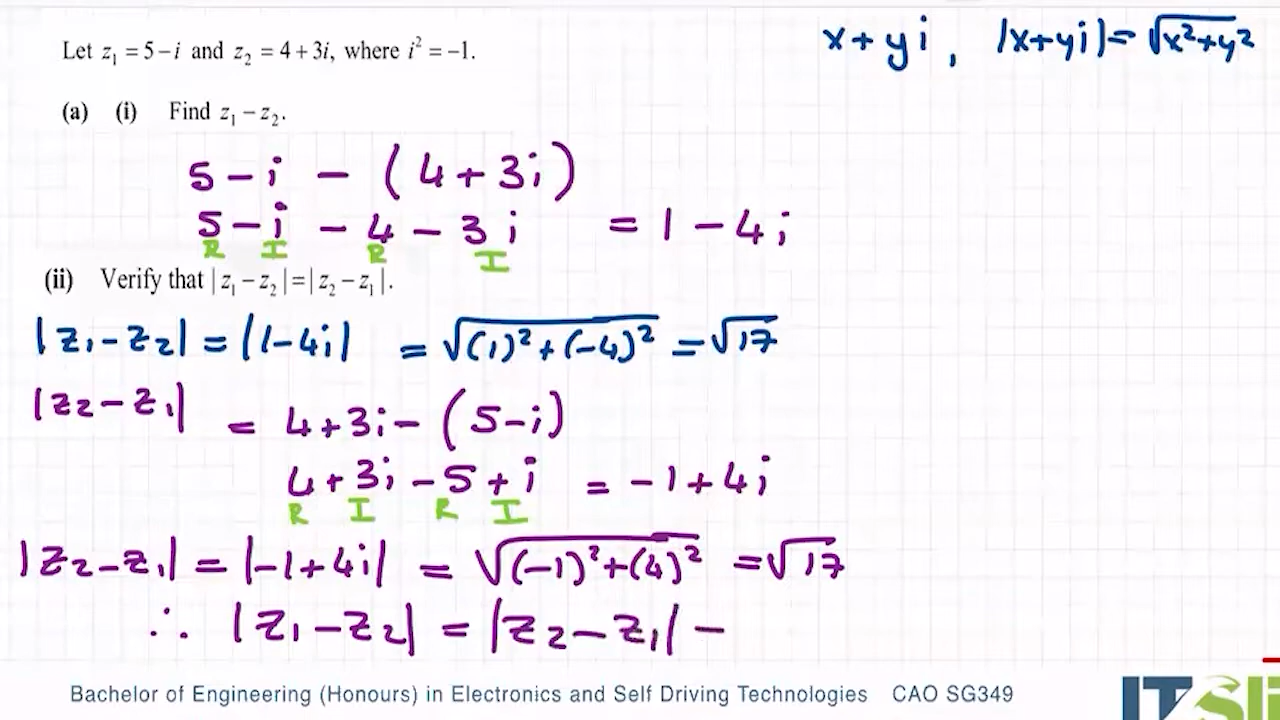 Let z₁ = 5 − i and z₂ = 4 + 3i, where i² = −1.
x + yi, |x+yi| = √(x²+y²)
(a) (i) Find z₁ − z₂.
5 − i − (4 + 3i)
5 − i − 4 − 3i = 1 − 4i
R I R I
(ii) Verify that |z₁ − z₂| = |z₂ − z₁|.
|z₁ − z₂| = |1 − 4i| = √((1)² + (−4)²) = √17
|z₂ − z₁| = 4 + 3i − (5 − i)
4 + 3i − 5 + i = −1 + 4i
R I R I
|z₂ − z₁| = |−1 + 4i| = √((−1)² + (4)²) = √17
∴ |z₁ − z₂| = |z₂ − z₁| −
Bachelor of Engineering (Honours) in Electronics and Self Driving Technologies CAO SG349